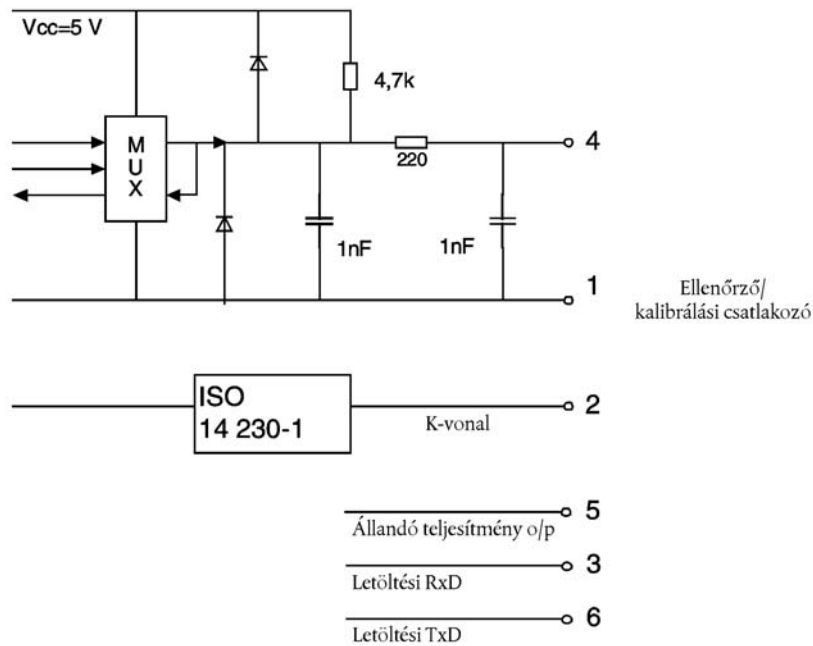 Vcc=5 V
4,7k
M
U
X
4
220
1nF
1nF
1
Ellenőrző/
kalibrálási csatlakozó
ISO
14 230-1
K-vonal
2
Állandó teljesítmény o/p
5
Letöltési RxD
3
Letöltési TxD
6